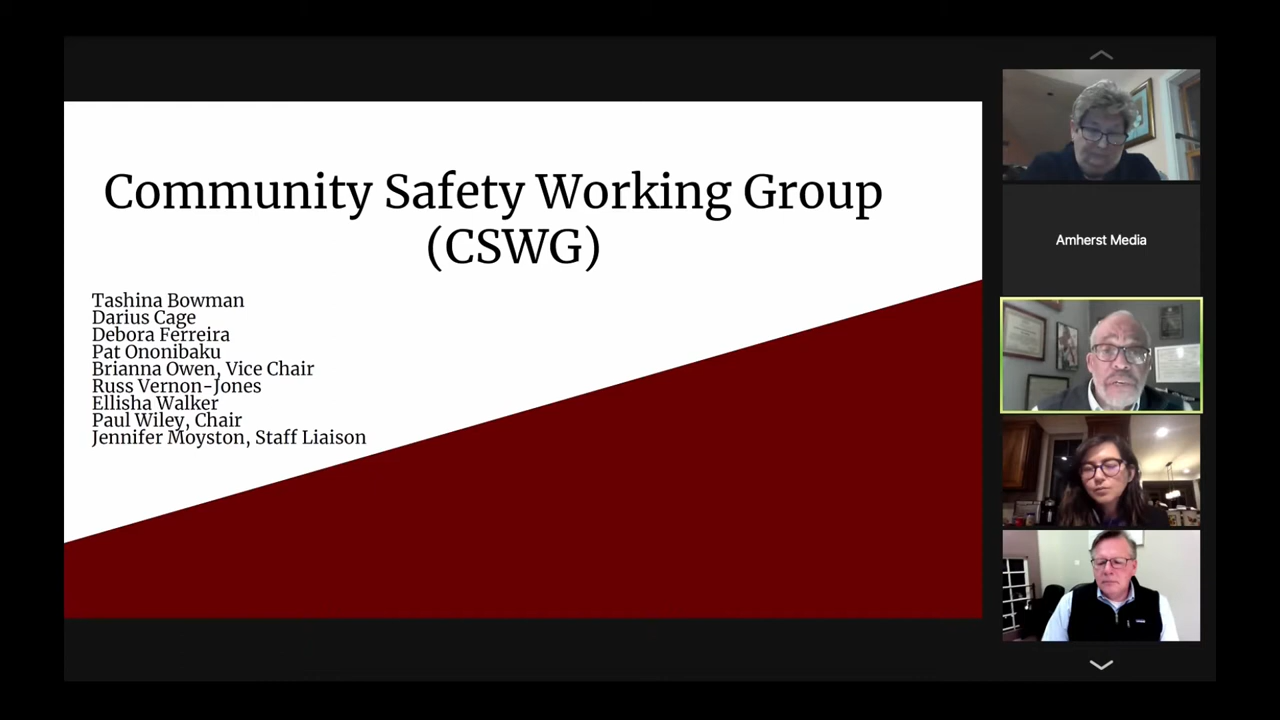 Community Safety Working Group
(CSWG)
Tashina Bowman
Darius Cage
Debora Ferreira
Pat Ononibaku
Brianna Owen, Vice Chair
Russ Vernon-Jones
Ellisha Walker
Paul Wiley, Chair
Jennifer Moyston, Staff Liaison
Amherst Media